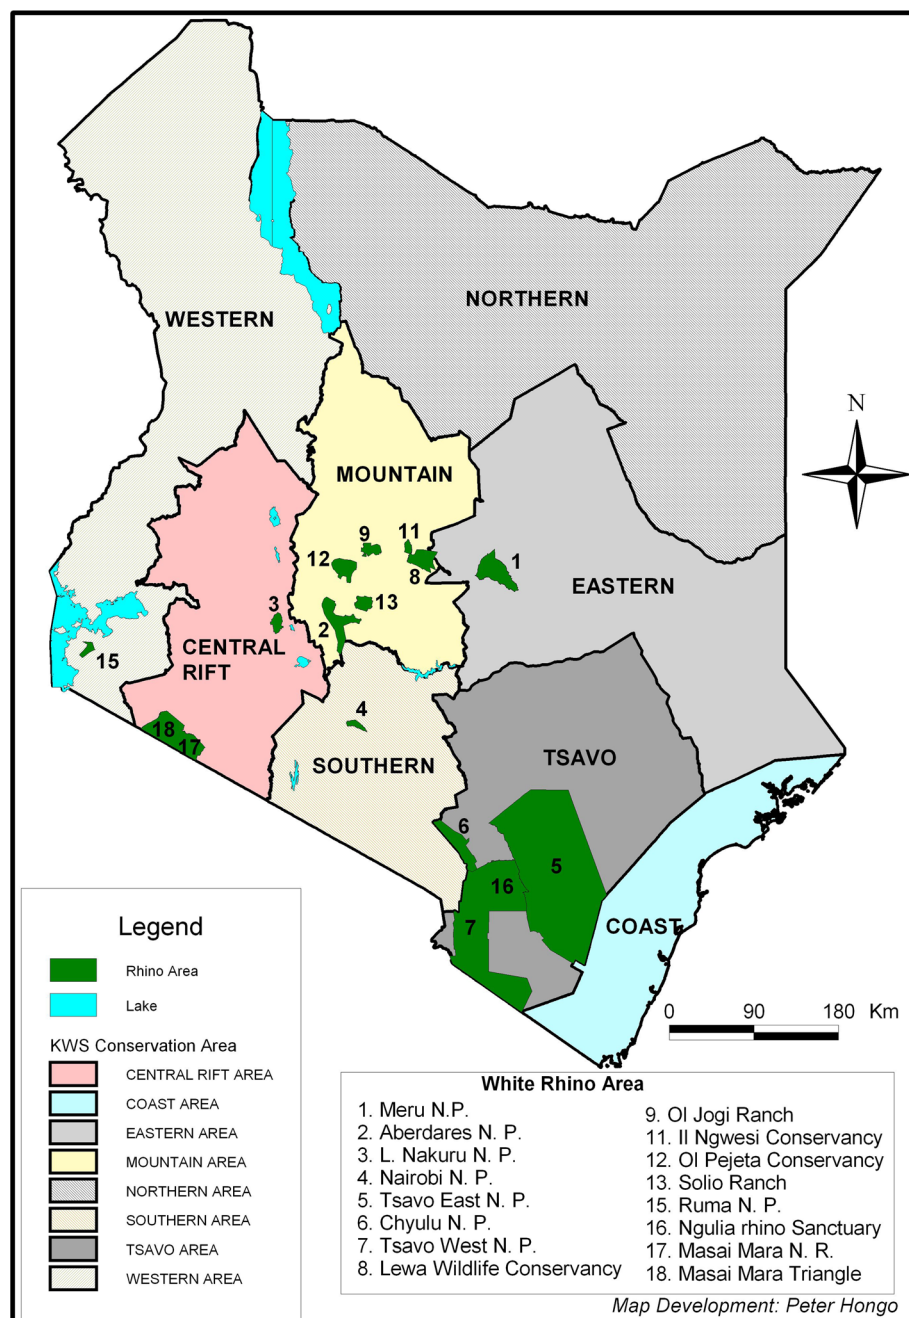 NORTHERN
WESTERN
N
MOUNTAIN
9
11
12
8
1
EASTERN
3
13
2
CENTRAL
RIFT
15
4
18
17
SOUTHERN
TSAVO
6
5
16
7
COAST
0 90 180 Km
Legend
Rhino Area
Lake
KWS Conservation Area
CENTRAL RIFT AREA
COAST AREA
EASTERN AREA
MOUNTAIN AREA
NORTHERN AREA
SOUTHERN AREA
TSAVO AREA
WESTERN AREA
White Rhino Area
1. Meru N.P.
2. Aberdares N. P.
3. L. Nakuru N. P.
4. Nairobi N. P.
5. Tsavo East N. P.
6. Chyulu N. P.
7. Tsavo West N. P.
8. Lewa Wildlife Conservancy
9. Ol Jogi Ranch
11. Il Ngwesi Conservancy
12. Ol Pejeta Conservancy
13. Solio Ranch
15. Ruma N. P.
16. Ngulia rhino Sanctuary
17. Masai Mara N. R.
18. Masai Mara Triangle
Map Development: Peter Hongo